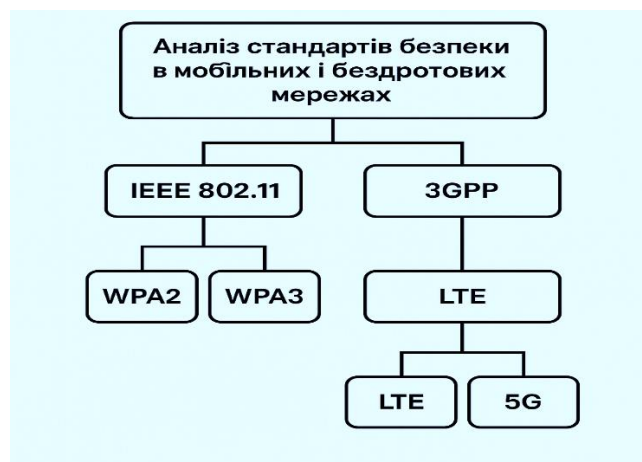 Аналіз стандартів безпеки
в мобільних і бездротових
мережах
IEEE 802.11
3GPP
WPA2
WPA3
LTE
LTE
5G